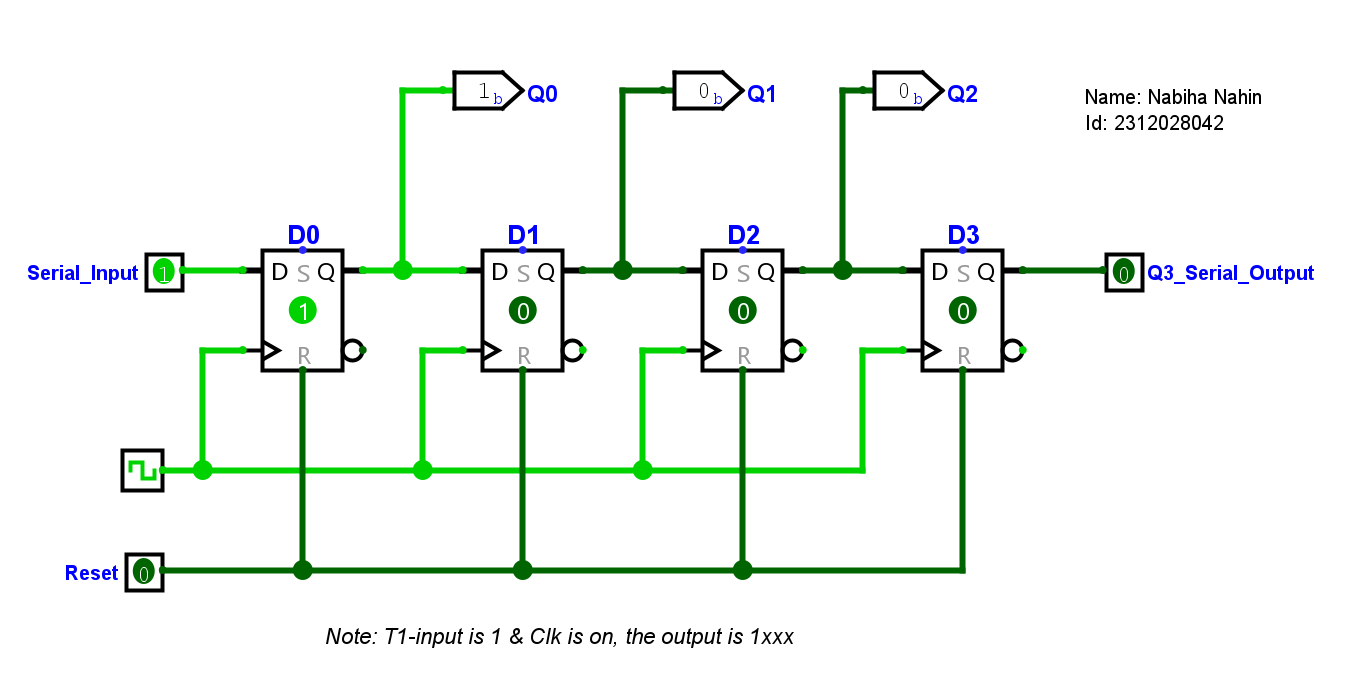 1 b Q0
0 b Q1
0 b Q2
Name: Nabiha Nahin
Id: 2312028042
D0
D1
D2
D3
Serial_Input 1
D S Q
D S Q
D S Q
D S Q
0 Q3_Serial_Output
1
0
0
0
R
R
R
R
Reset 0
Note: T1-input is 1 & Clk is on, the output is 1xxx